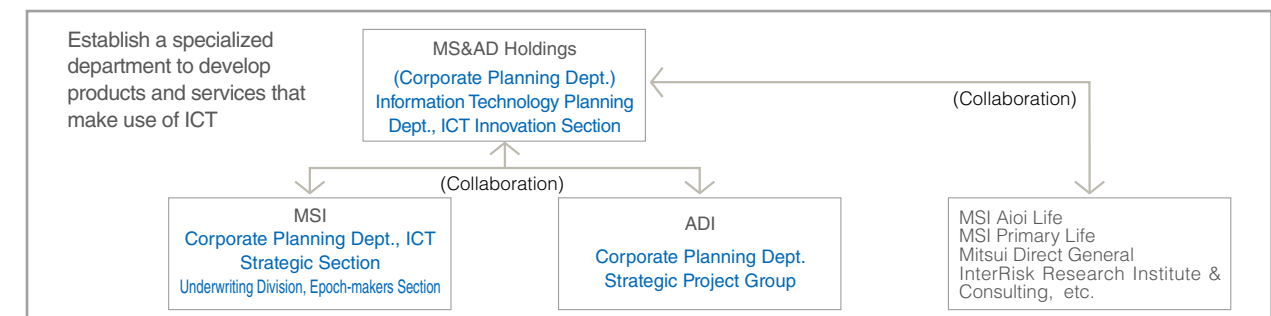 Establish a specialized
department to develop
products and services that
make use of ICT
MS&AD Holdings
(Corporate Planning Dept.)
Information Technology Planning
Dept., ICT Innovation Section
(Collaboration)
(Collaboration)
MSI
Corporate Planning Dept., ICT
Strategic Section
Underwriting Division, Epoch-makers Section
ADI
Corporate Planning Dept.
Strategic Project Group
MSI Aioi Life
MSI Primary Life
Mitsui Direct General
InterRisk Research Institute &
Consulting, etc.